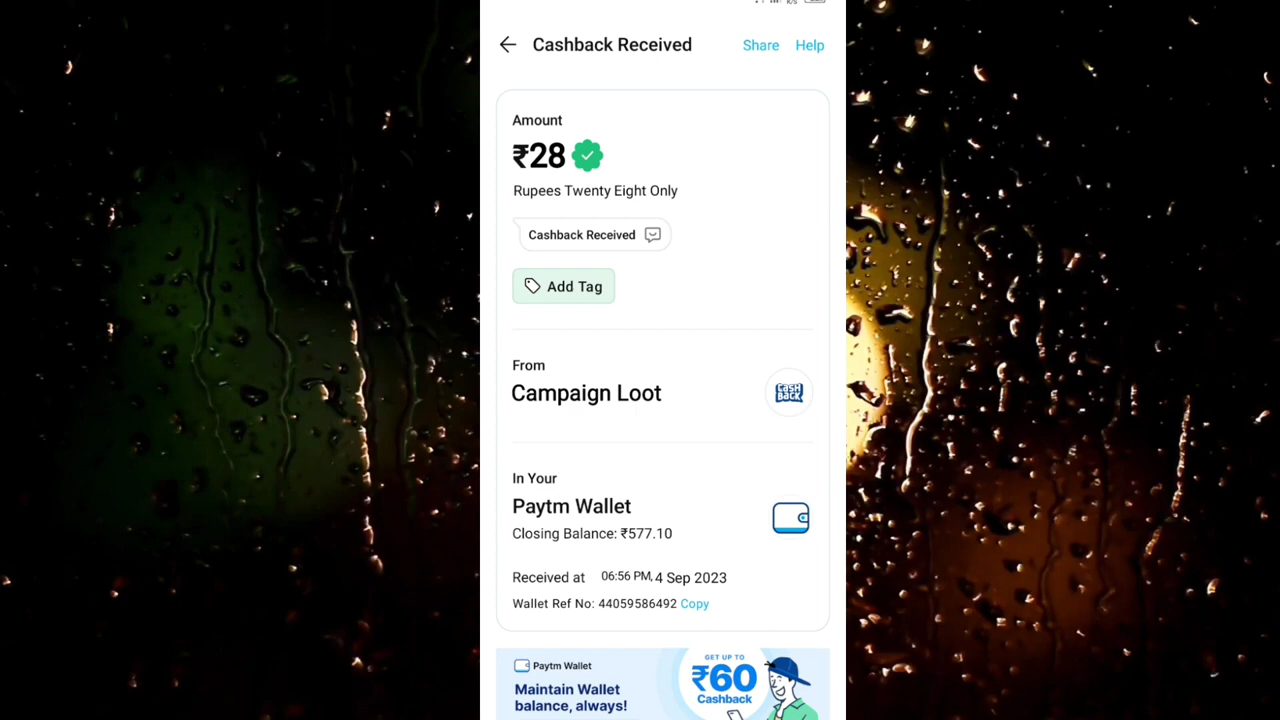 K/S
Cashback Received
Share
Help
Amount
₹28
Rupees Twenty Eight Only
Cashback Received
Add Tag
From
Campaign Loot
CASH
BACK
In Your
Paytm Wallet
Closing Balance: ₹577.10
Received at 06:56 PM, 4 Sep 2023
Wallet Ref No: 44059586492 Copy
Paytm Wallet
Maintain Wallet
balance, always!
GET UP TO
₹60
Cashback